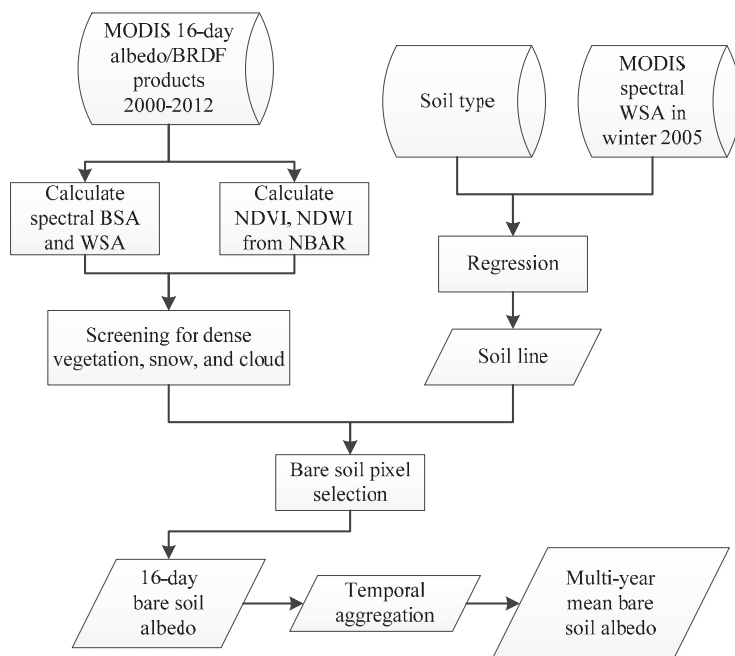 MODIS 16-day
albedo/BRDF
products
2000-2012
Soil type
MODIS
spectral
WSA in
winter 2005
Calculate
spectral BSA
and WSA
Calculate
NDVI, NDWI
from NBAR
Regression
Screening for dense
vegetation, snow, and cloud
Soil line
Bare soil pixel
selection
16-day
bare soil
albedo
Temporal
aggregation
Multi-year
mean bare
soil albedo